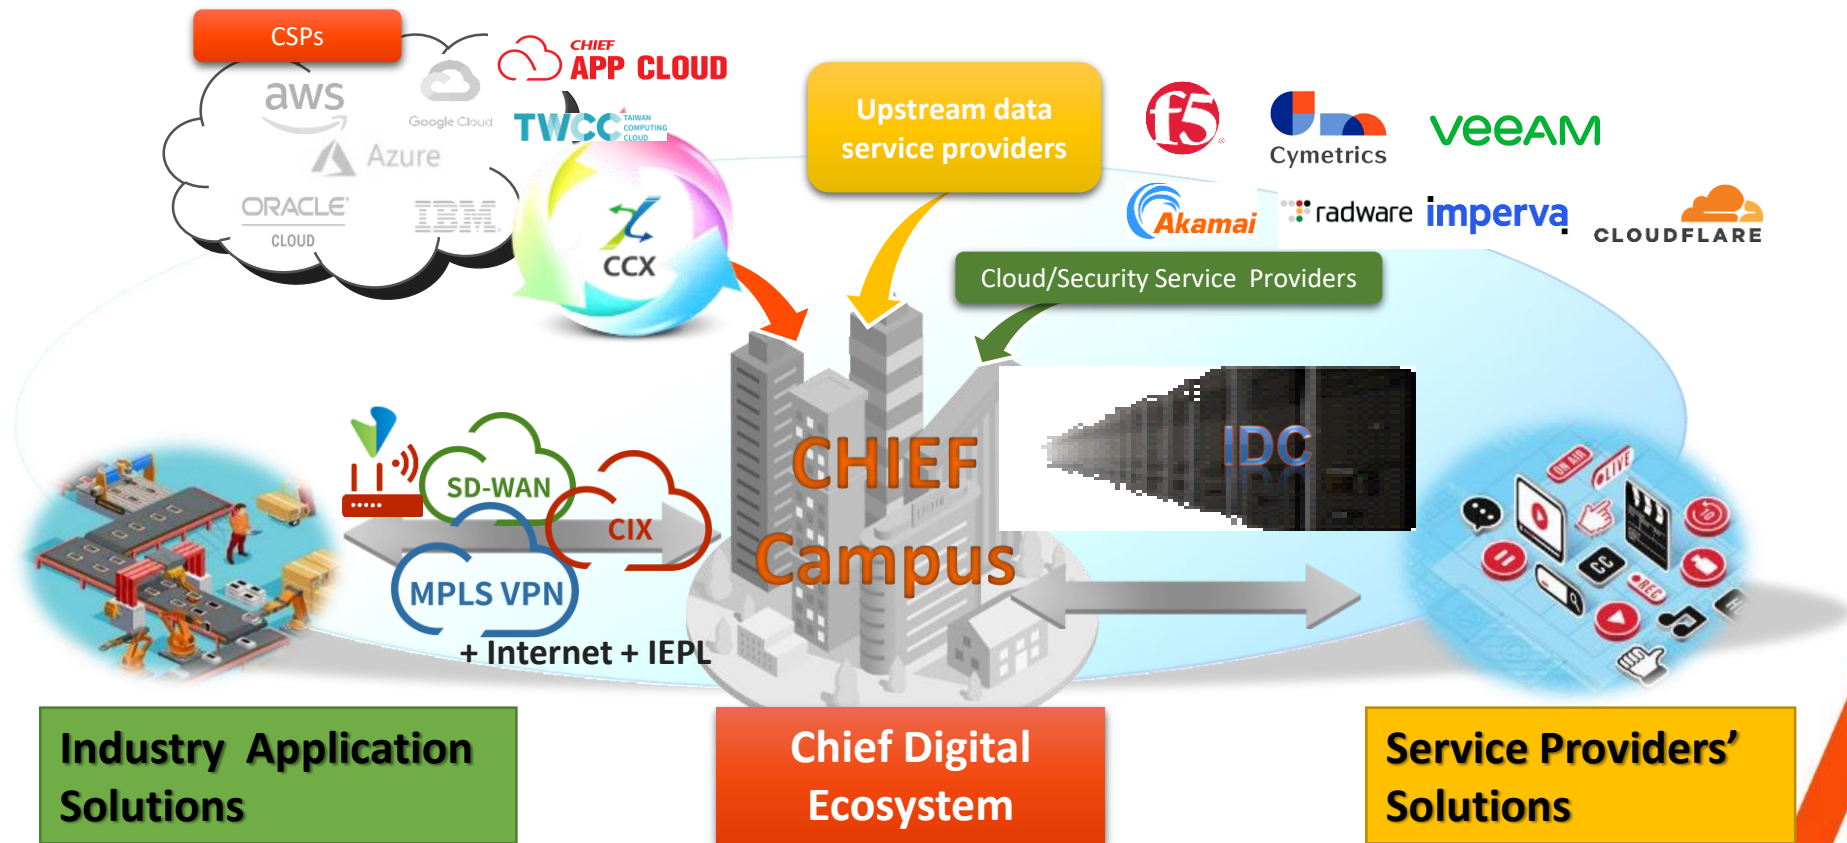 CSPs
aws
Google Cloud
Azure
ORACLE
CLOUD
IBM
CHIEF
APP CLOUD
TWCC TAIWAN
COMPUTING
CLOUD
CCX
Upstream data
service providers
f5
Cymetrics
veeAM
Akamai
radware
imperva
CLOUDFLARE
Cloud/Security Service Providers
SD-WAN
CIX
MPLS VPN
+ Internet + IEPL
CHIEF
Campus
IDC
ON AIR
LIVE
CC
REC
Industry Application
Solutions
Chief Digital
Ecosystem
Service Providers’
Solutions